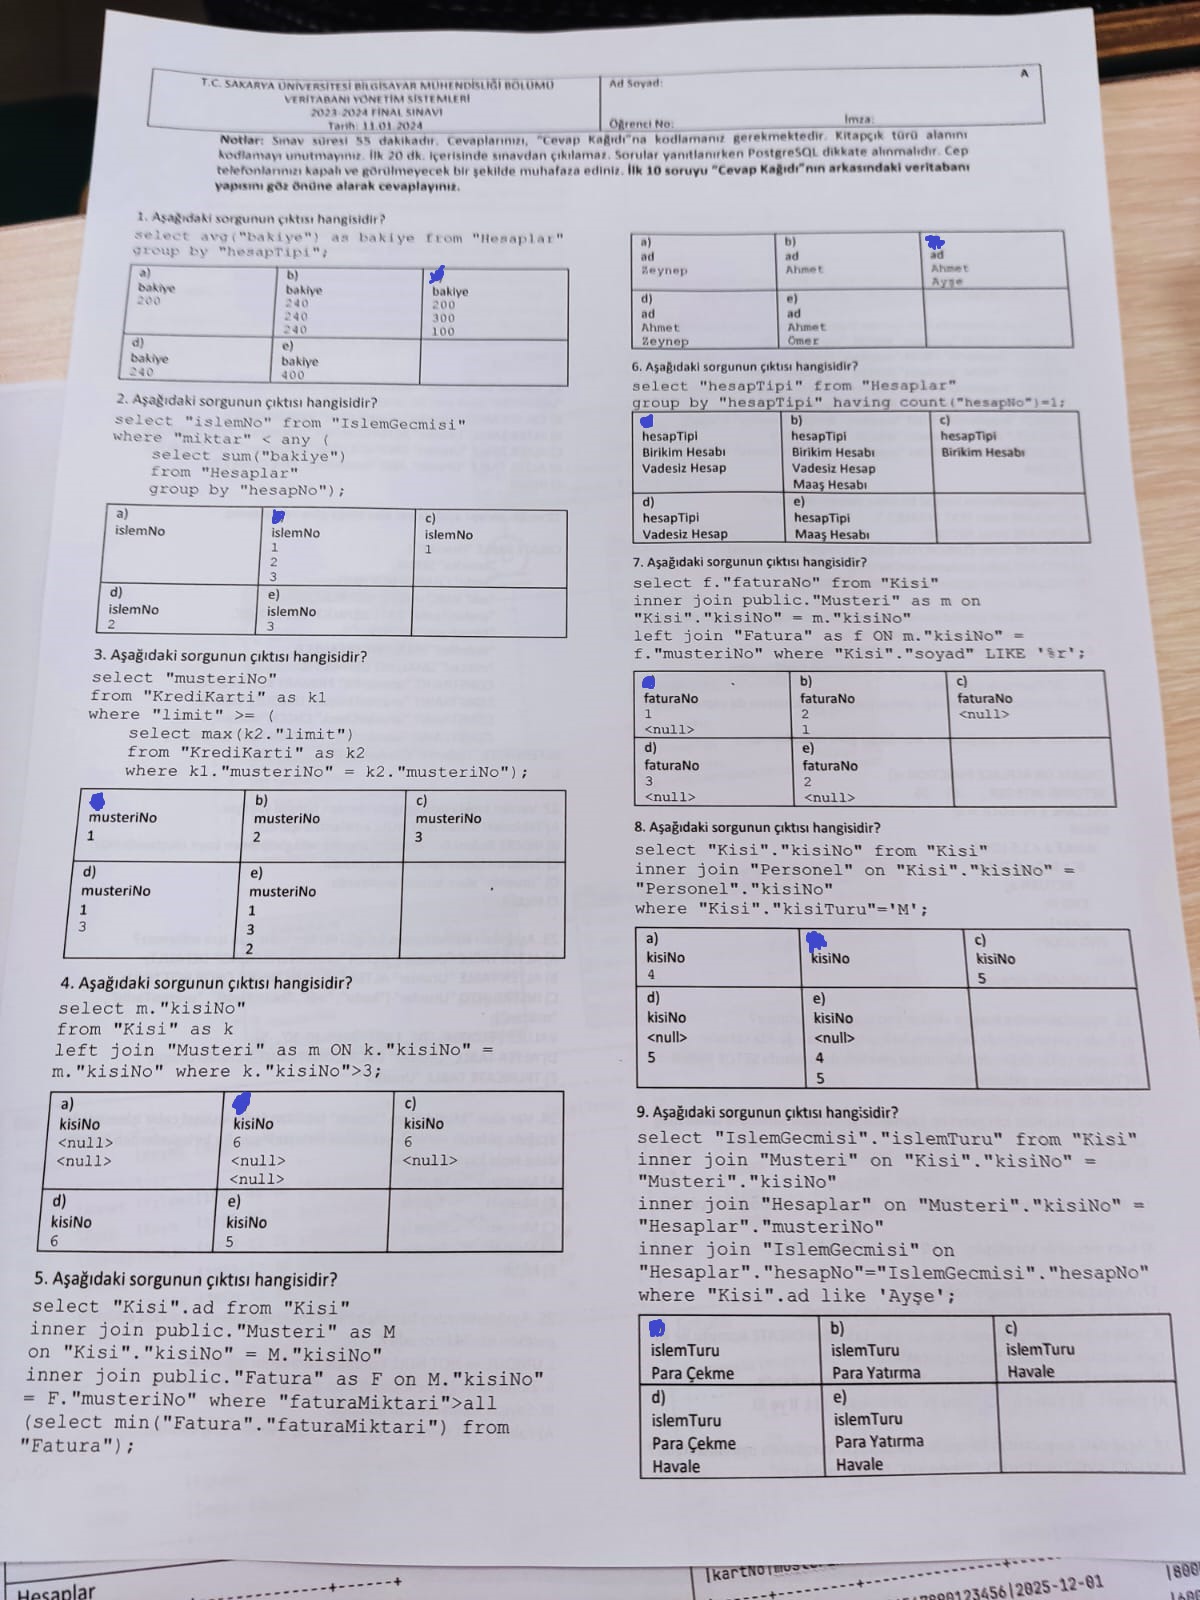 A
T.C. SAKARYA ÜNİVERSİTESİ BİLGİSAYAR MÜHENDİSLİĞİ BÖLÜMÜ
VERİTABANI YÖNETİM SİSTEMLERİ
2023-2024 FİNAL SINAVI
Tarih: 11.01.2024
Ad Soyad:
Öğrenci No: İmza:
Notlar: Sınav süresi 55 dakikadır. Cevaplarınızı, "Cevap Kağıdı"na kodlamanız gerekmektedir. Kitapçık türü alanını
kodlamayı unutmayınız. İlk 20 dk. içerisinde sınavdan çıkılamaz. Sorular yanıtlanırken PostgreSQL dikkate alınmalıdır. Cep
telefonlarınızı kapalı ve görülmeyecek bir şekilde muhafaza ediniz. İlk 10 soruyu "Cevap Kağıdı"nın arkasındaki veritabanı
yapısını göz önüne alarak cevaplayınız.
1. Aşağıdaki sorgunun çıktısı hangisidir?
select avg("bakiye") as bakiye from "Hesaplar"
group by "hesapTipi";
a)
bakiye
200
b)
bakiye
240
240
240
bakiye
200
300
100
d)
bakiye
240
e)
bakiye
400
2. Aşağıdaki sorgunun çıktısı hangisidir?
select "islemNo" from "IslemGecmisi"
where "miktar" < any (
select sum("bakiye")
from "Hesaplar"
group by "hesapNo");
a)
islemNo
islemNo
1
2
3
c)
islemNo
1
d)
islemNo
2
e)
islemNo
3
3. Aşağıdaki sorgunun çıktısı hangisidir?
select "musteriNo"
from "KrediKarti" as k1
where "limit" >= (
select max(k2."limit")
from "KrediKarti" as k2
where k1."musteriNo" = k2."musteriNo");
musteriNo
1
b)
musteriNo
2
c)
musteriNo
3
d)
musteriNo
1
3
e)
musteriNo
1
3
2
4. Aşağıdaki sorgunun çıktısı hangisidir?
select m."kisiNo"
from "Kisi" as k
left join "Musteri" as m ON k."kisiNo" =
m."kisiNo" where k."kisiNo">3;
a)
kisiNo
<null>
<null>
kisiNo
6
<null>
<null>
c)
kisiNo
6
<null>
d)
kisiNo
6
e)
kisiNo
5
5. Aşağıdaki sorgunun çıktısı hangisidir?
select "Kisi".ad from "Kisi"
inner join public."Musteri" as M
on "Kisi"."kisiNo" = M."kisiNo"
inner join public."Fatura" as F on M."kisiNo"
= F."musteriNo" where "faturaMiktari">all
(select min("Fatura"."faturaMiktari") from
"Fatura");
a)
ad
Zeynep
b)
ad
Ahmet
ad
Ahmet
Ayşe
d)
ad
Ahmet
Zeynep
e)
ad
Ahmet
Ömer
6. Aşağıdaki sorgunun çıktısı hangisidir?
select "hesapTipi" from "Hesaplar"
group by "hesapTipi" having count("hesapNo")=1;
hesapTipi
Birikim Hesabı
Vadesiz Hesap
b)
hesapTipi
Birikim Hesabı
Vadesiz Hesap
Maaş Hesabı
c)
hesapTipi
Birikim Hesabı
d)
hesapTipi
Vadesiz Hesap
e)
hesapTipi
Maaş Hesabı
7. Aşağıdaki sorgunun çıktısı hangisidir?
select f."faturaNo" from "Kisi"
inner join public."Musteri" as m on
"Kisi"."kisiNo" = m."kisiNo"
left join "Fatura" as f ON m."kisiNo" =
f."musteriNo" where "Kisi"."soyad" LIKE '%r';
faturaNo
1
<null>
b)
faturaNo
2
1
c)
faturaNo
<null>
d)
faturaNo
3
<null>
e)
faturaNo
2
<null>
8. Aşağıdaki sorgunun çıktısı hangisidir?
select "Kisi"."kisiNo" from "Kisi"
inner join "Personel" on "Kisi"."kisiNo" =
"Personel"."kisiNo"
where "Kisi"."kisiTuru"='M';
a)
kisiNo
4
kisiNo
c)
kisiNo
5
d)
kisiNo
<null>
5
e)
kisiNo
<null>
4
5
9. Aşağıdaki sorgunun çıktısı hangisidir?
select "IslemGecmisi"."islemTuru" from "Kisi"
inner join "Musteri" on "Kisi"."kisiNo" =
"Musteri"."kisiNo"
inner join "Hesaplar" on "Musteri"."kisiNo" =
"Hesaplar"."musteriNo"
inner join "IslemGecmisi" on
"Hesaplar"."hesapNo"="IslemGecmisi"."hesapNo"
where "Kisi".ad like 'Ayşe';
islemTuru
Para Çekme
b)
islemTuru
Para Yatırma
c)
islemTuru
Havale
d)
islemTuru
Para Çekme
Havale
e)
islemTuru
Para Yatırma
Havale
Hesaplar
|kartNo
|2025-12-01